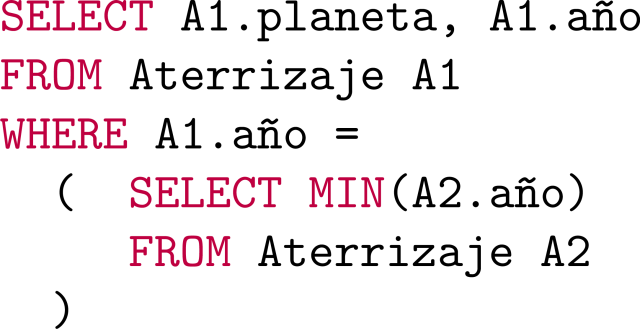 SELECT A1.planeta, A1.año
FROM Aterrizaje A1
WHERE A1.año =
( SELECT MIN(A2.año)
FROM Aterrizaje A2
)